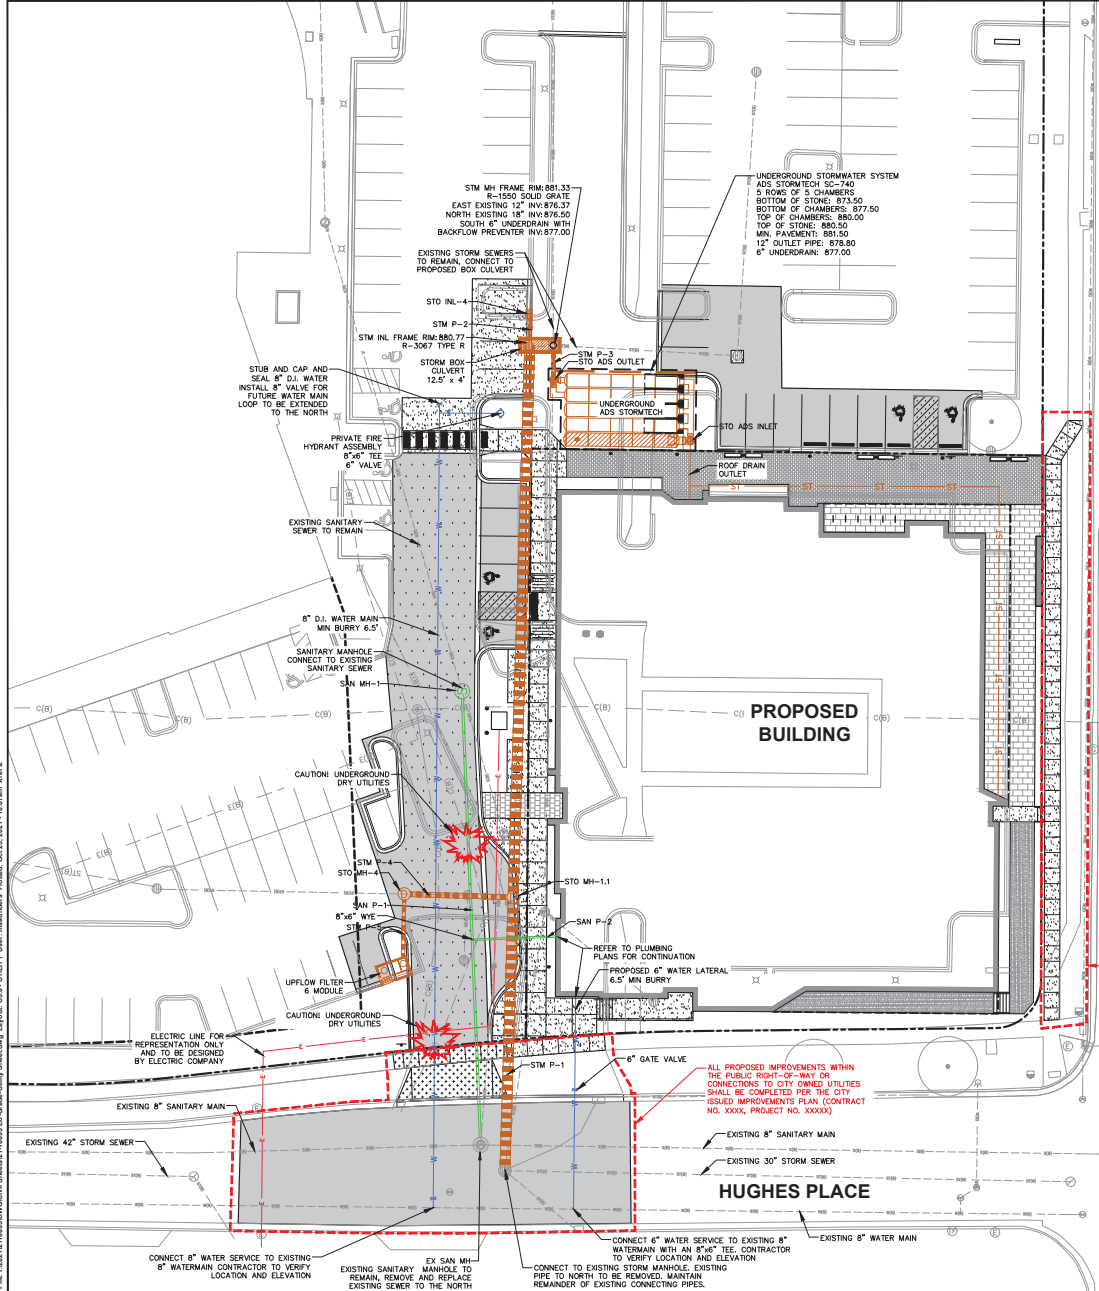 STM MH FRAME RIM: 881.33
R-1550 SOLID GRATE
EAST EXISTING 12" INV: 876.37
NORTH EXISTING 18" INV: 876.50
SOUTH 6" UNDERDRAIN WITH
BACKFLOW PREVENTER INV: 877.00
UNDERGROUND STORMWATER SYSTEM
ADS STORMTECH SC-740
5 ROWS OF 5 CHAMBERS
BOTTOM OF STONE: 873.50
BOTTOM OF CHAMBERS: 877.50
TOP OF CHAMBERS: 880.00
TOP OF STONE: 880.50
MIN. PAVEMENT: 881.50
12" OUTLET PIPE: 878.80
6" UNDERDRAIN: 877.00
EXISTING STORM SEWERS
TO REMAIN, CONNECT TO
PROPOSED BOX CULVERT
STO INL-4
STM P-2
STM INL FRAME RIM: 880.77
R-3067 TYPE R
STORM BOX
CULVERT
12.5' x 4'
STM P-3
STO ADS OUTLET
STUB AND CAP AND
SEAL 8" D.I. WATER
INSTALL 8" VALVE FOR
FUTURE WATER MAIN
LOOP TO BE EXTENDED
TO THE NORTH
UNDERGROUND
ADS STORMTECH
STO ADS INLET
PRIVATE FIRE
HYDRANT ASSEMBLY
8"x6" TEE
6" VALVE
ROOF DRAIN
OUTLET
ST
ST
ST
ST
ST
ST
ST
ST
EXISTING SANITARY
SEWER TO REMAIN
8" D.I. WATER MAIN
MIN BURRY 6.5'
SANITARY MANHOLE
CONNECT TO EXISTING
SANITARY SEWER
SAN MH-1
C(B)
C(B)
C(B)
C(B)
C(B)
PROPOSED
BUILDING
CAUTION! UNDERGROUND
DRY UTILITIES
E(B)
E(B)
ST(B)
STM P-4
STO MH-4
STO MH-1.1
SAN P-1
8"x6" WYE
STM P-5
SAN P-2
REFER TO PLUMBING
PLANS FOR CONTINUATION
UPFLOW FILTER
6 MODULE
PROPOSED 6" WATER LATERAL
6.5' MIN BURRY
CAUTION! UNDERGROUND
DRY UTILITIES
ELECTRIC LINE FOR
REPRESENTATION ONLY
AND TO BE DESIGNED
BY ELECTRIC COMPANY
STM P-1
6" GATE VALVE
ALL PROPOSED IMPROVEMENTS WITHIN
THE PUBLIC RIGHT-OF-WAY OR
CONNECTIONS TO CITY OWNED UTILITIES
SHALL BE COMPLETED PER THE CITY
ISSUED IMPROVEMENTS PLAN (CONTRACT
NO. XXXX, PROJECT NO. XXXXX)
EXISTING 8" SANITARY MAIN
EXISTING 42" STORM SEWER
EXISTING 8" SANITARY MAIN
EXISTING 30" STORM SEWER
HUGHES PLACE
EXISTING 8" WATER MAIN
CONNECT 8" WATER SERVICE TO EXISTING
8" WATERMAIN CONTRACTOR TO VERIFY
LOCATION AND ELEVATION
EX SAN MH
EXISTING SANITARY MANHOLE TO
REMAIN, REMOVE AND REPLACE
EXISTING SEWER TO THE NORTH
CONNECT 6" WATER SERVICE TO EXISTING 8"
WATERMAIN WITH AN 8"x6" TEE. CONTRACTOR
TO VERIFY LOCATION AND ELEVATION
CONNECT TO EXISTING STORM MANHOLE. EXISTING
PIPE TO NORTH TO BE REMOVED. MAINTAIN
REMAINDER OF EXISTING CONNECTING PIPES.